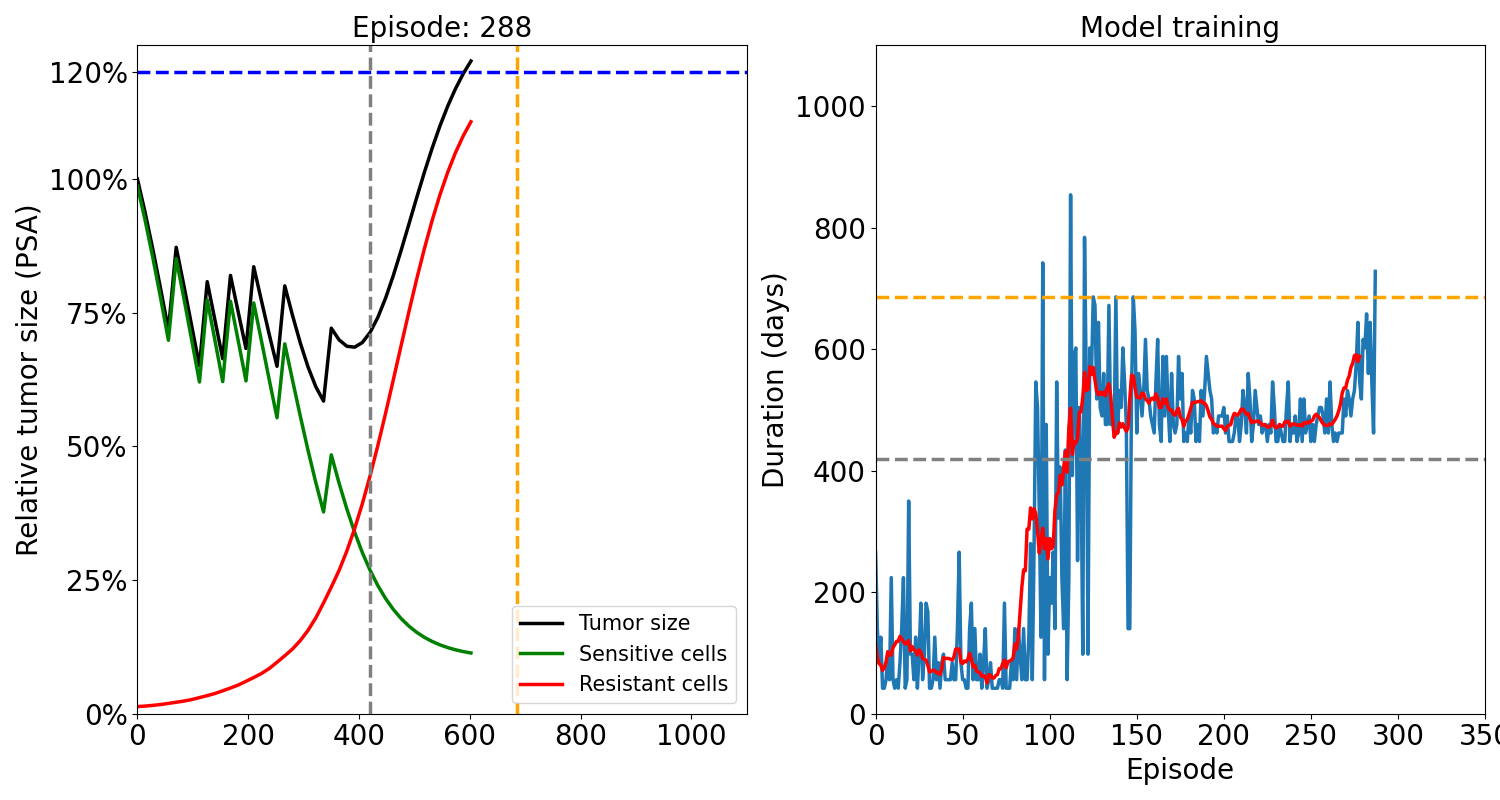 Episode: 288
Relative tumor size (PSA)
120%
100%
75%
50%
25%
0%
0 200 400 600 800 1000
Tumor size
Sensitive cells
Resistant cells
Model training
Duration (days)
1000
800
600
400
200
0
0 50 100 150 200 250 300 350
Episode